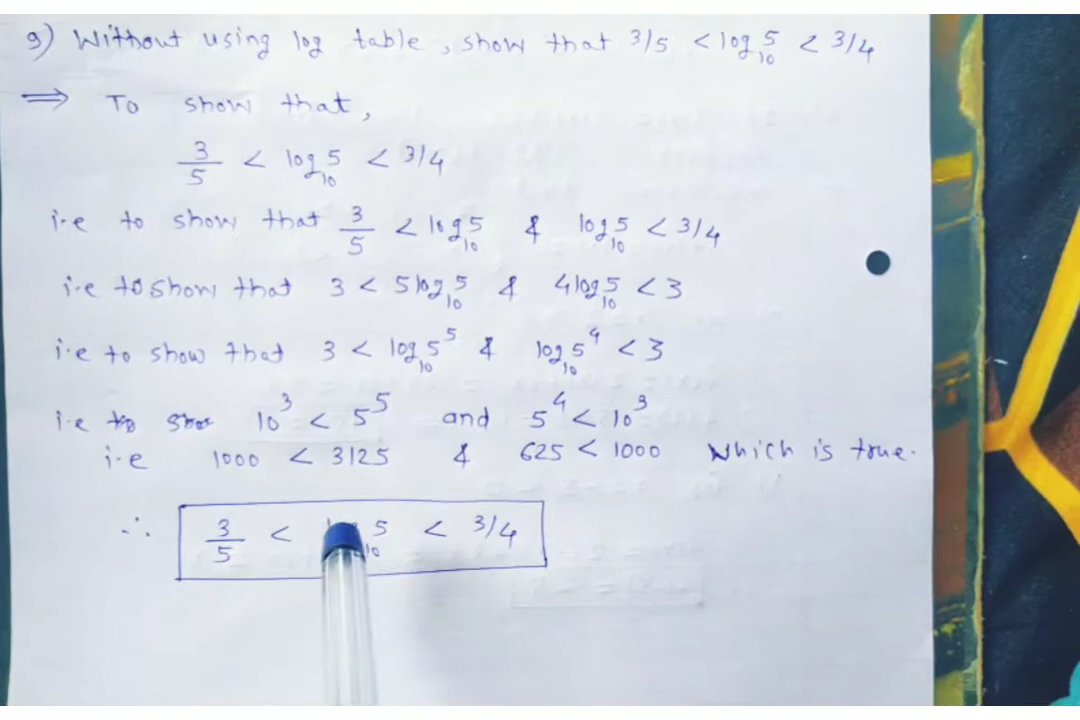 9) Without using log table, show that 3/5 < log₁₀5 < 3/4
⇒ To show that,
3/5 < log₁₀5 < 3/4
i.e to show that 3/5 < log₁₀5 & log₁₀5 < 3/4
i.e to show that 3 < 5log₁₀5 & 4log₁₀5 < 3
i.e to show that 3 < log₁₀5⁵ & log₁₀5⁴ < 3
i.e to 10³ < 5⁵ and 5⁴ < 10³
i.e 1000 < 3125 & 625 < 1000 which is true.
∴ 3/5 < ₁₀5 < 3/4